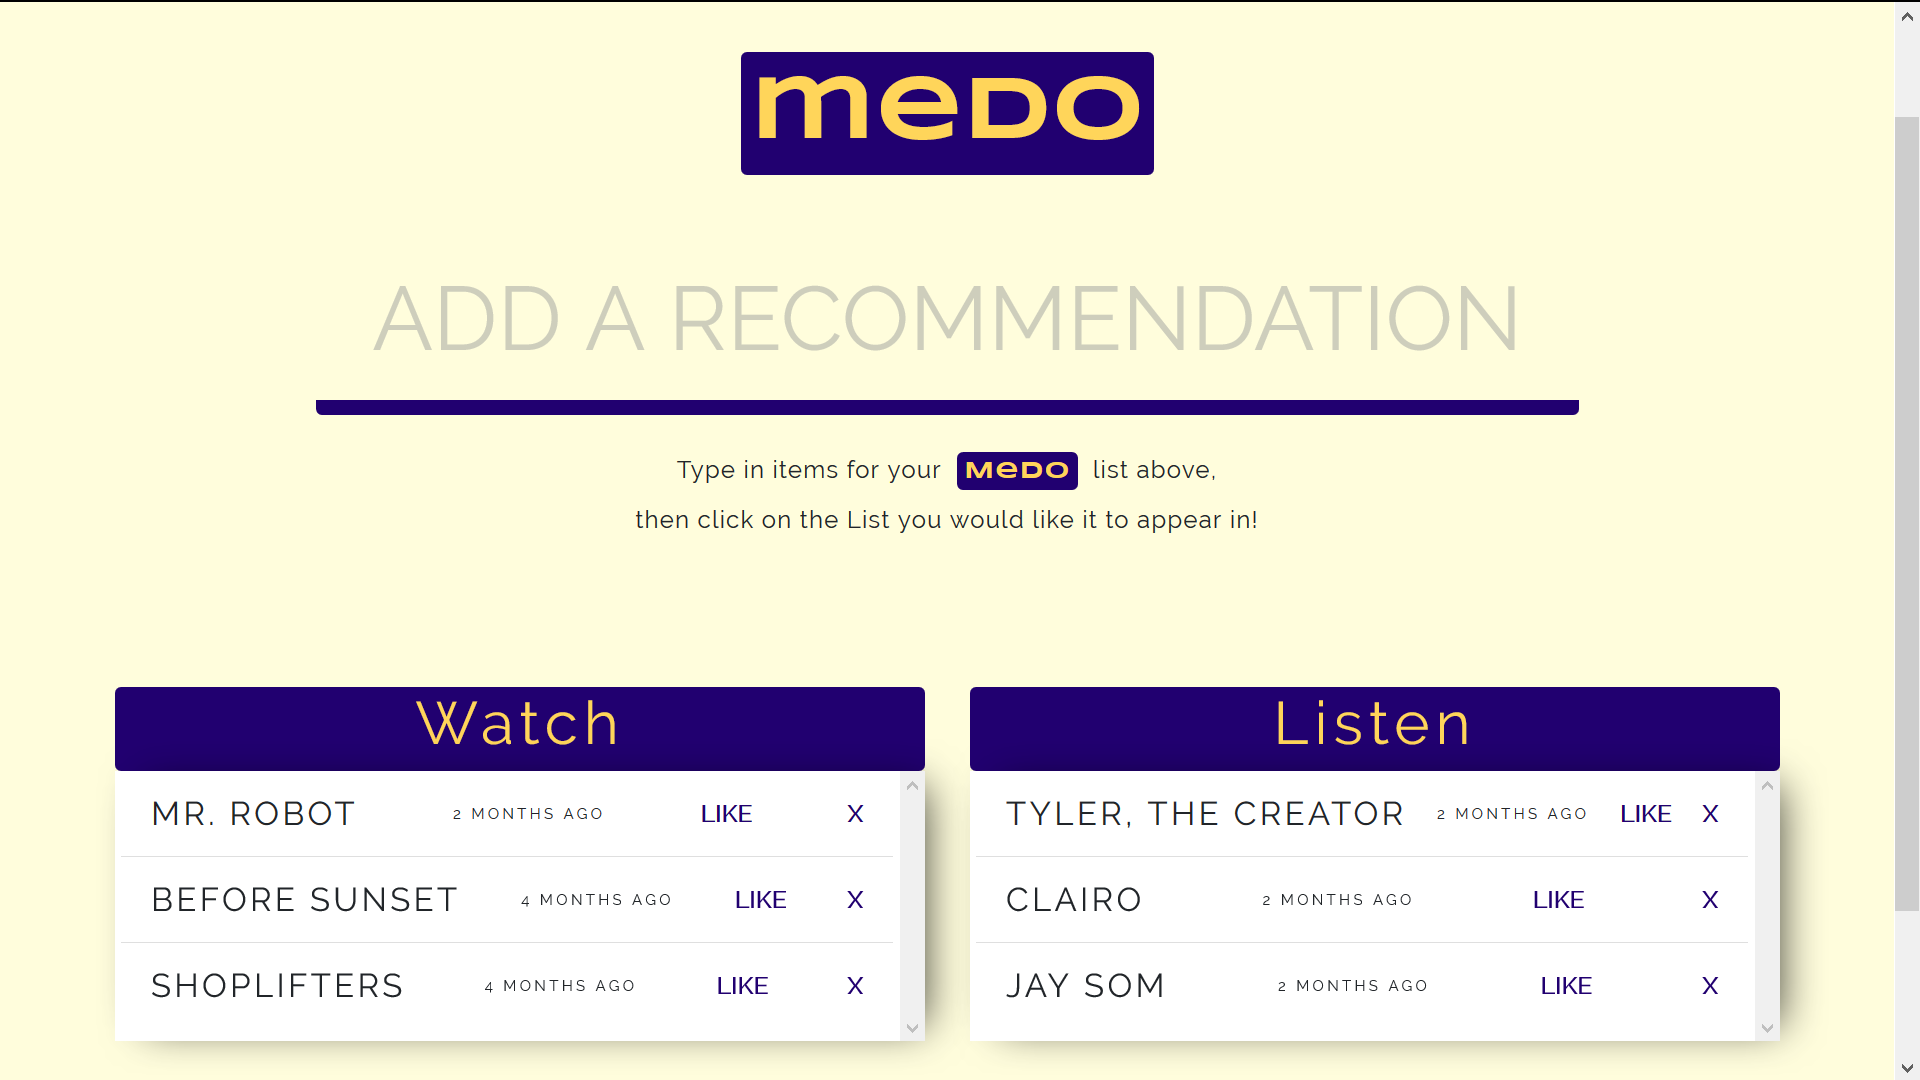 meDO
ADD A RECOMMENDATION
Type in items for your MeDO list above,
then click on the List you would like it to appear in!
Watch
MR. ROBOT 2 MONTHS AGO LIKE X
BEFORE SUNSET 4 MONTHS AGO LIKE X
SHOPLIFTERS 4 MONTHS AGO LIKE X
Listen
TYLER, THE CREATOR 2 MONTHS AGO LIKE X
CLAIRO 2 MONTHS AGO LIKE X
JAY SOM 2 MONTHS AGO LIKE X